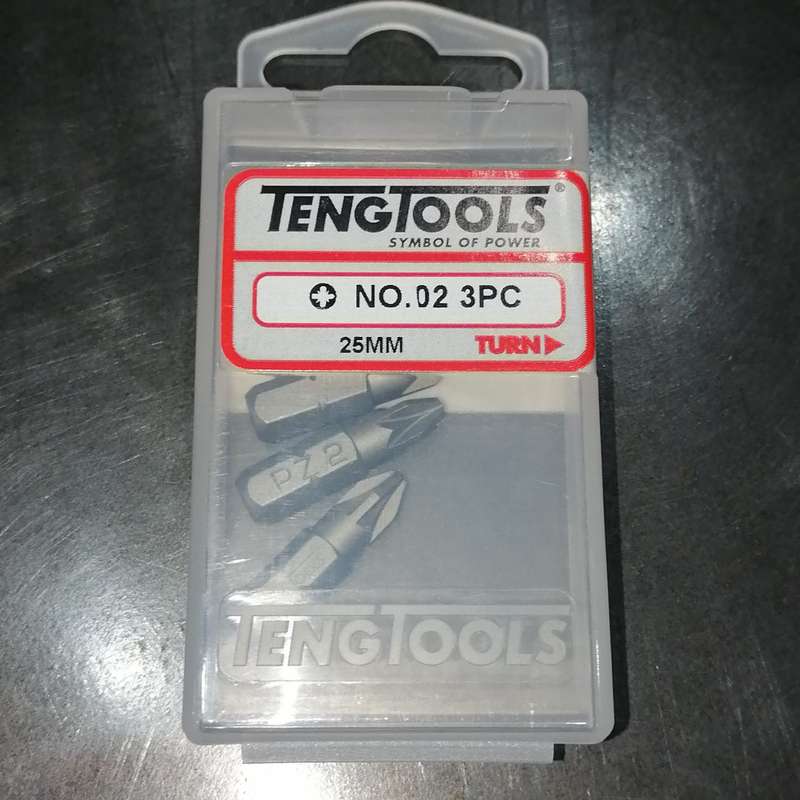 TENGTOOLS®
SYMBOL OF POWER
NO.02 3PC
25MM
TURN
PZ2
TENGTOOLS